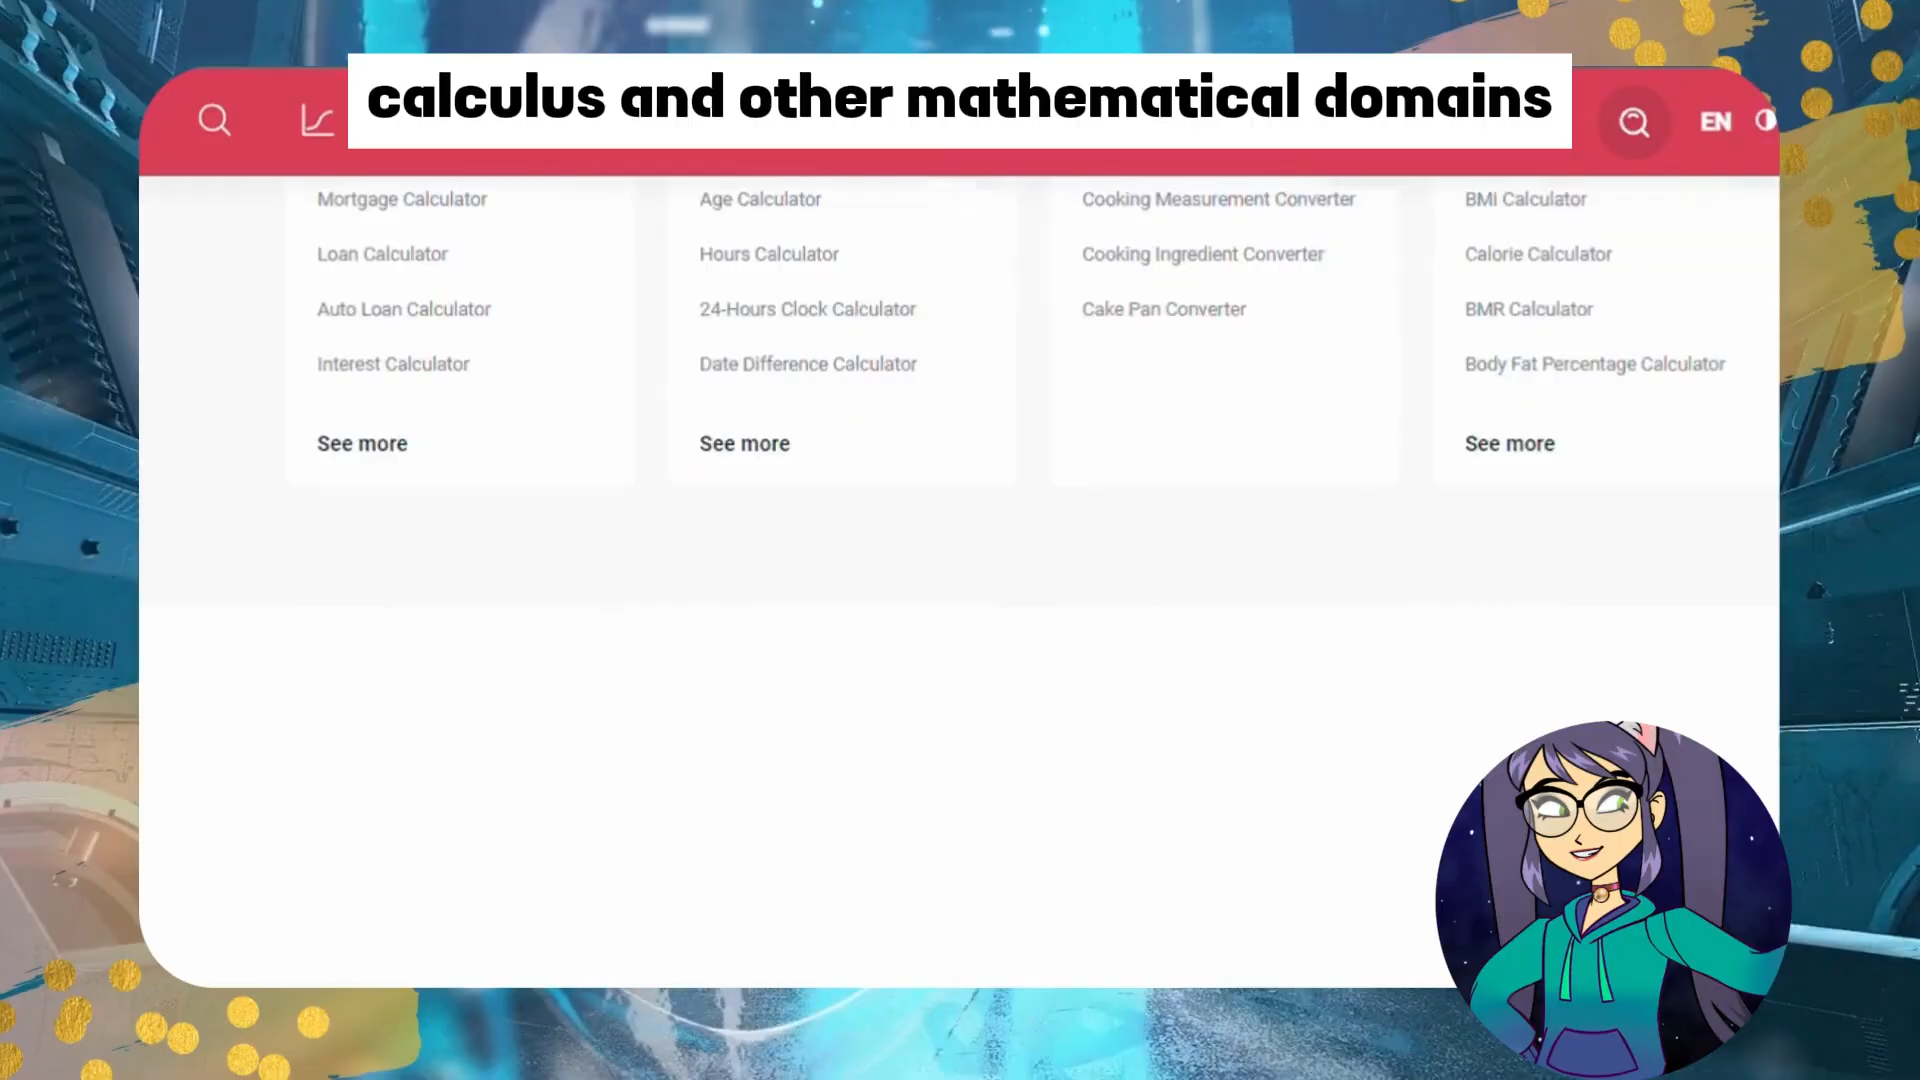 calculus and other mathematical domains
EN
Mortgage Calculator
Loan Calculator
Auto Loan Calculator
Interest Calculator
See more
Age Calculator
Hours Calculator
24-Hours Clock Calculator
Date Difference Calculator
See more
Cooking Measurement Converter
Cooking Ingredient Converter
Cake Pan Converter
BMI Calculator
Calorie Calculator
BMR Calculator
Body Fat Percentage Calculator
See more